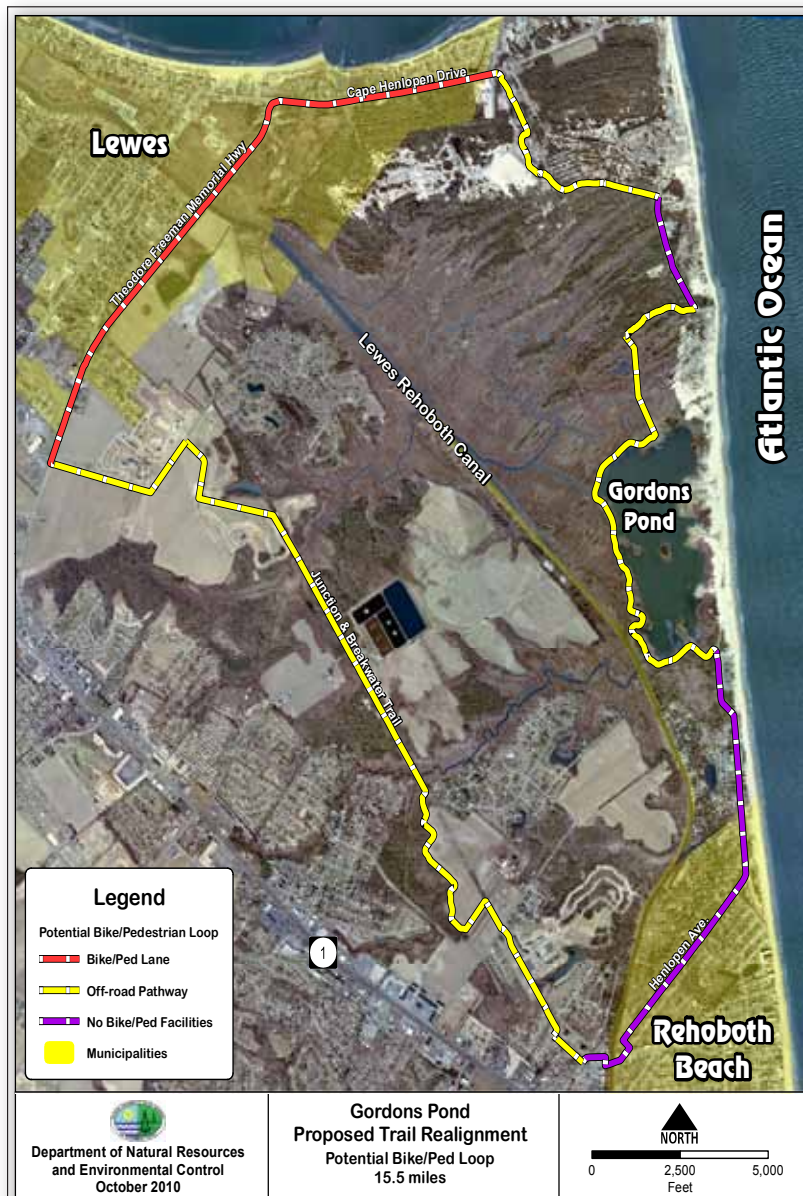 Cape Henlopen Drive
Lewes
Theodore Freeman Memorial Hwy
Atlantic Ocean
Lewes Rehoboth Canal
Gordons
Pond
Junction & Breakwater Trail
Henlopen Ave.
Rehoboth
Beach
1
Legend
Potential Bike/Pedestrian Loop
Bike/Ped Lane
Off-road Pathway
No Bike/Ped Facilities
Municipalities
Department of Natural Resources
and Environmental Control
October 2010
Gordons Pond
Proposed Trail Realignment
Potential Bike/Ped Loop
15.5 miles
NORTH
0 2,500 5,000
Feet